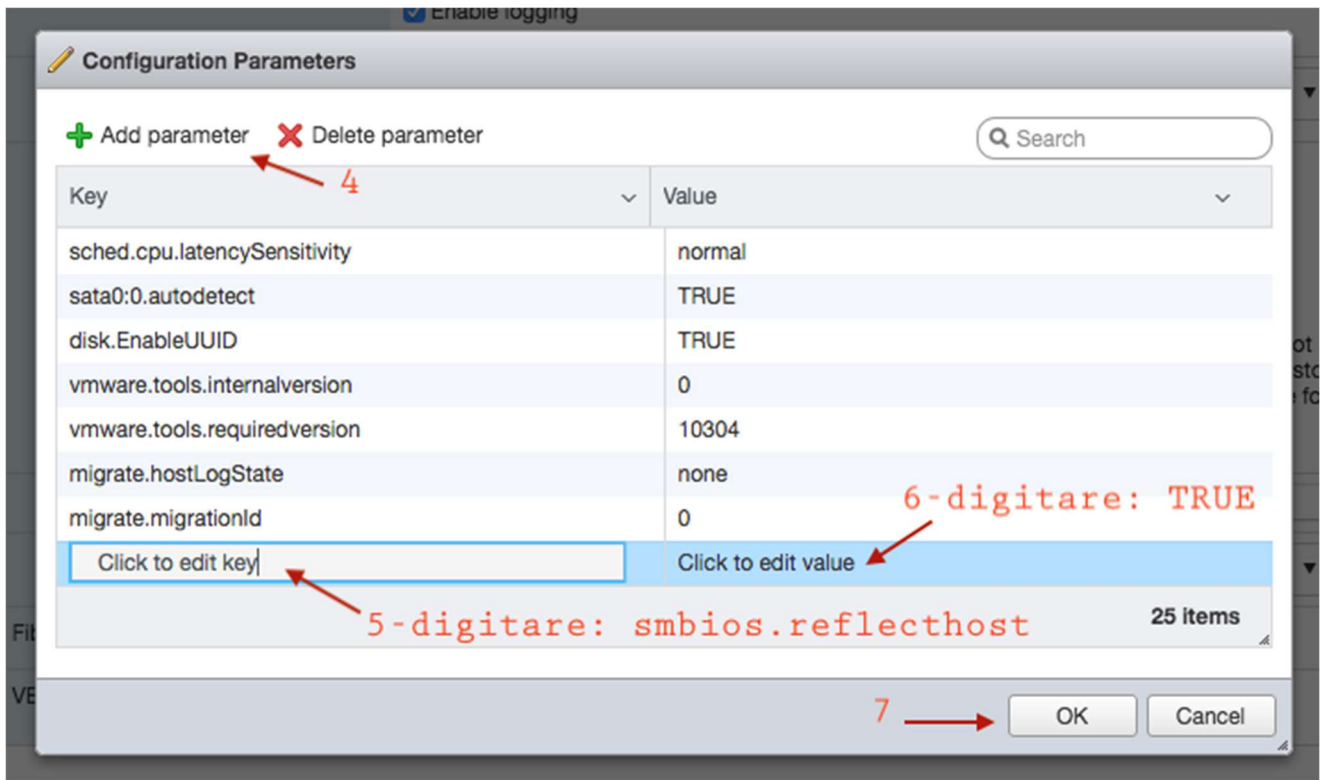 Enable logging
Configuration Parameters
Add parameter Delete parameter Search
4
Key Value
sched.cpu.latencySensitivity normal
sata0:0.autodetect TRUE
disk.EnableUUID TRUE
vmware.tools.internalversion 0
vmware.tools.requiredversion 10304
migrate.hostLogState none
6-digitare: TRUE
migrate.migrationId 0
Click to edit key Click to edit value
5-digitare: smbios.reflecthost
25 items
7
OK Cancel